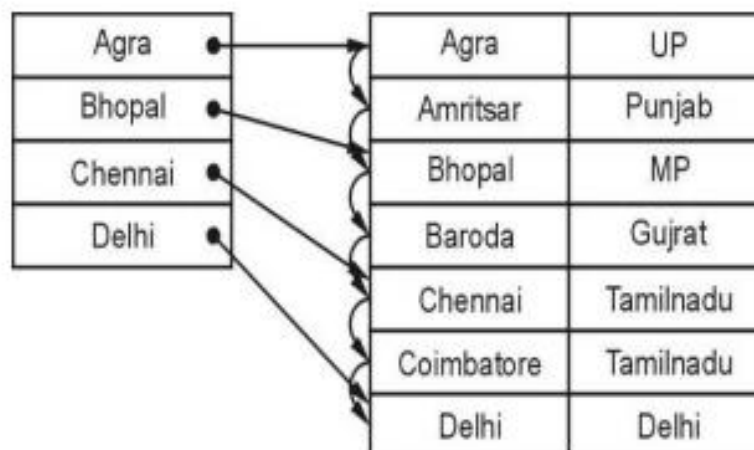 Agra
Bhopal
Chennai
Delhi
Agra UP
Amritsar Punjab
Bhopal MP
Baroda Gujrat
Chennai Tamilnadu
Coimbatore Tamilnadu
Delhi Delhi